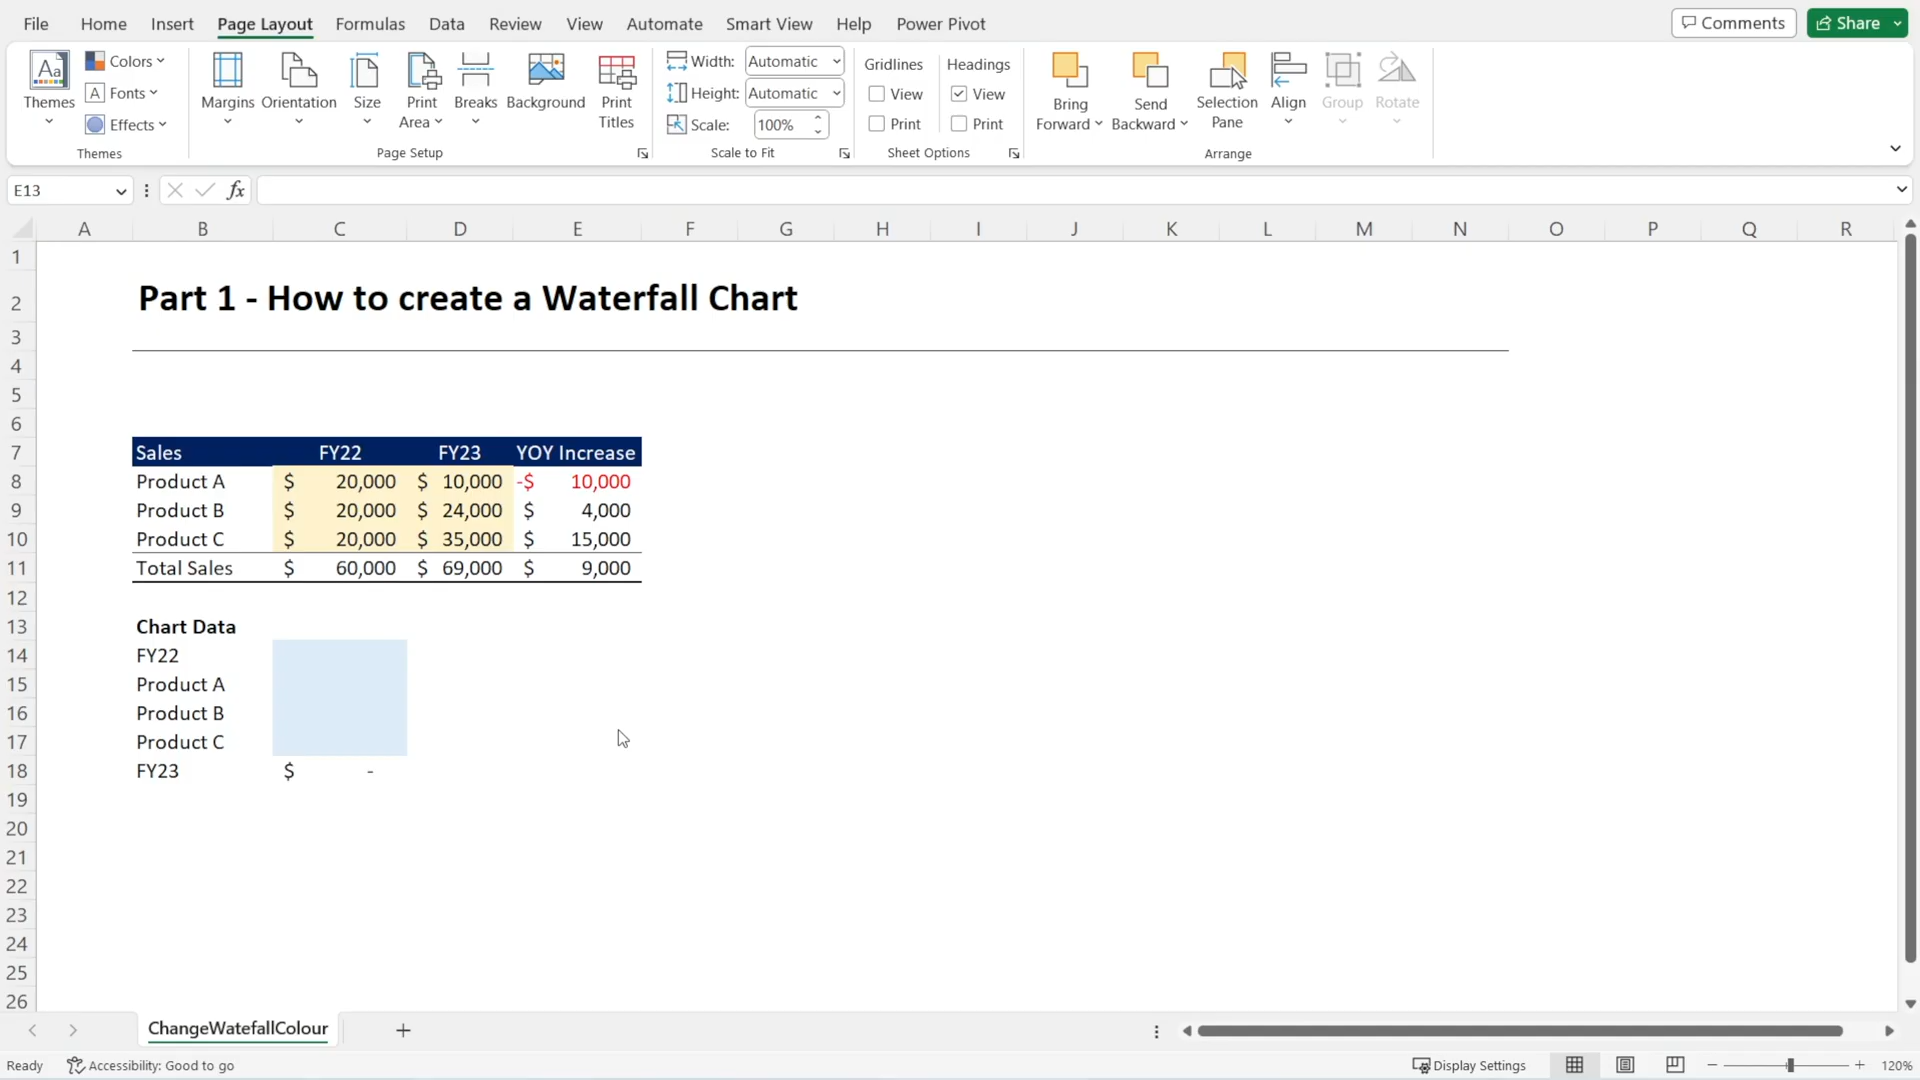 File Home Insert Page Layout Formulas Data Review View Automate Smart View Help Power Pivot Comments Share
Aa Themes Colors A Fonts Effects
Themes
Margins Orientation Size Print Area Breaks Background Print Titles
Page Setup
Width: Automatic
Height: Automatic
Scale: 100%
Scale to Fit
Gridlines Headings
View View
Print Print
Sheet Options
Bring Forward Send Backward Selection Pane Align Group Rotate
Arrange
E13 fx
A B C D E F G H I J K L M N O P Q R
1
2 Part 1 - How to create a Waterfall Chart
3
4
5
6
7 Sales FY22 FY23 YOY Increase
8 Product A $ 20,000 $ 10,000 -$ 10,000
9 Product B $ 20,000 $ 24,000 $ 4,000
10 Product C $ 20,000 $ 35,000 $ 15,000
11 Total Sales $ 60,000 $ 69,000 $ 9,000
12
13 Chart Data
14 FY22
15 Product A
16 Product B
17 Product C
18 FY23 $ -
19
20
21
22
23
24
25
26
ChangeWatefallColour +
Ready Accessibility: Good to go Display Settings 120%